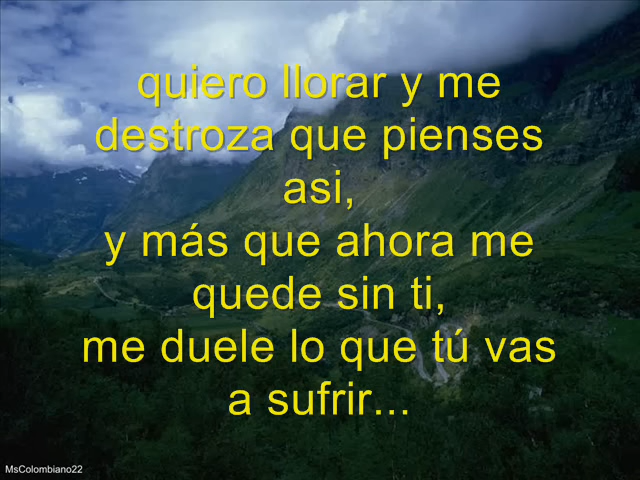 quiero llorar y me
destroza que pienses
asi,
y más que ahora me
quede sin ti,
me duele lo que tú vas
a sufrir...
MsColombiano22